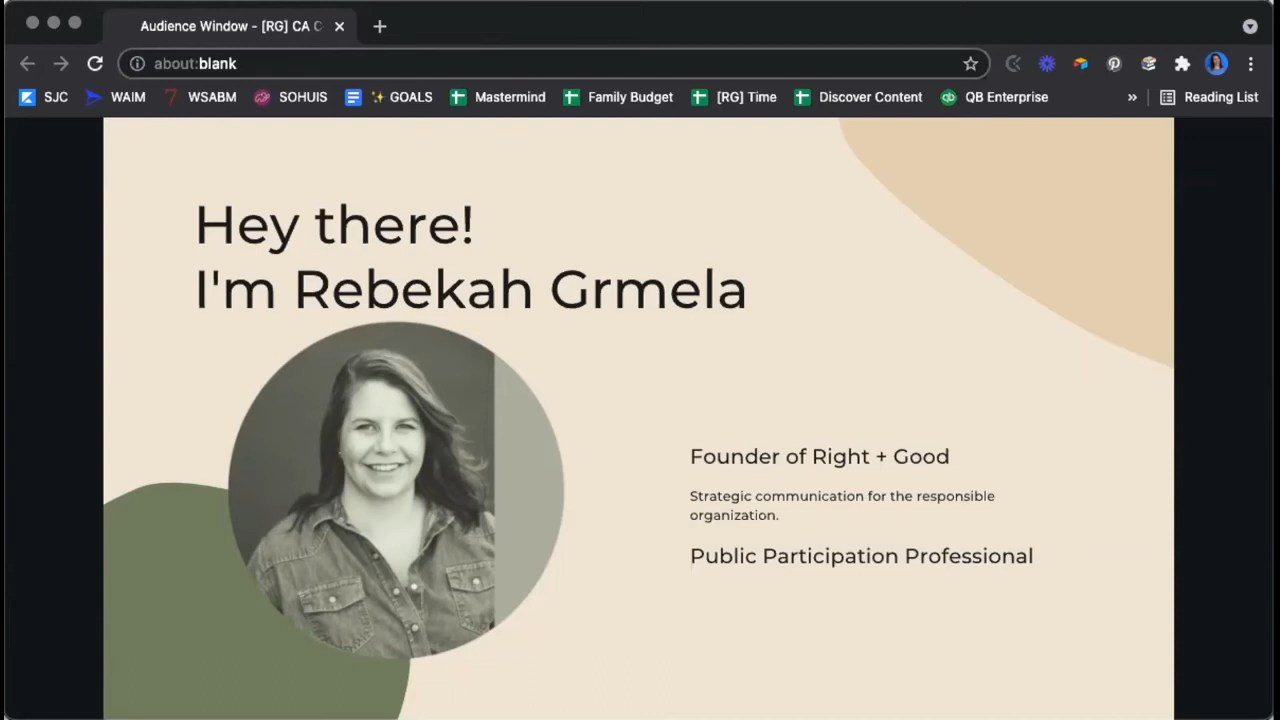 Audience Window - [RG] CA C
about:blank
SJC
WAIM
WSABM
SOHUIS
✨ GOALS
Mastermind
Family Budget
[RG] Time
Discover Content
QB Enterprise
»
Reading List
Hey there!
I'm Rebekah Grmela
Founder of Right + Good
Strategic communication for the responsible
organization.
Public Participation Professional